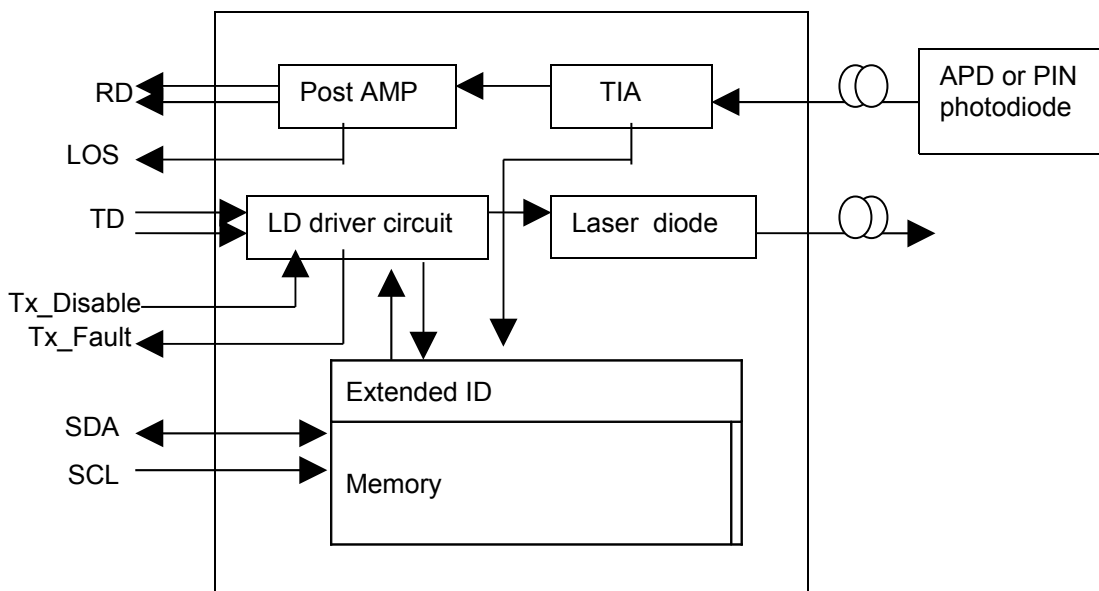 RD
Post AMP
TIA
APD or PIN
photodiode
LOS
TD
LD driver circuit
Laser diode
Tx_Disable
Tx_Fault
Extended ID
SDA
SCL
Memory